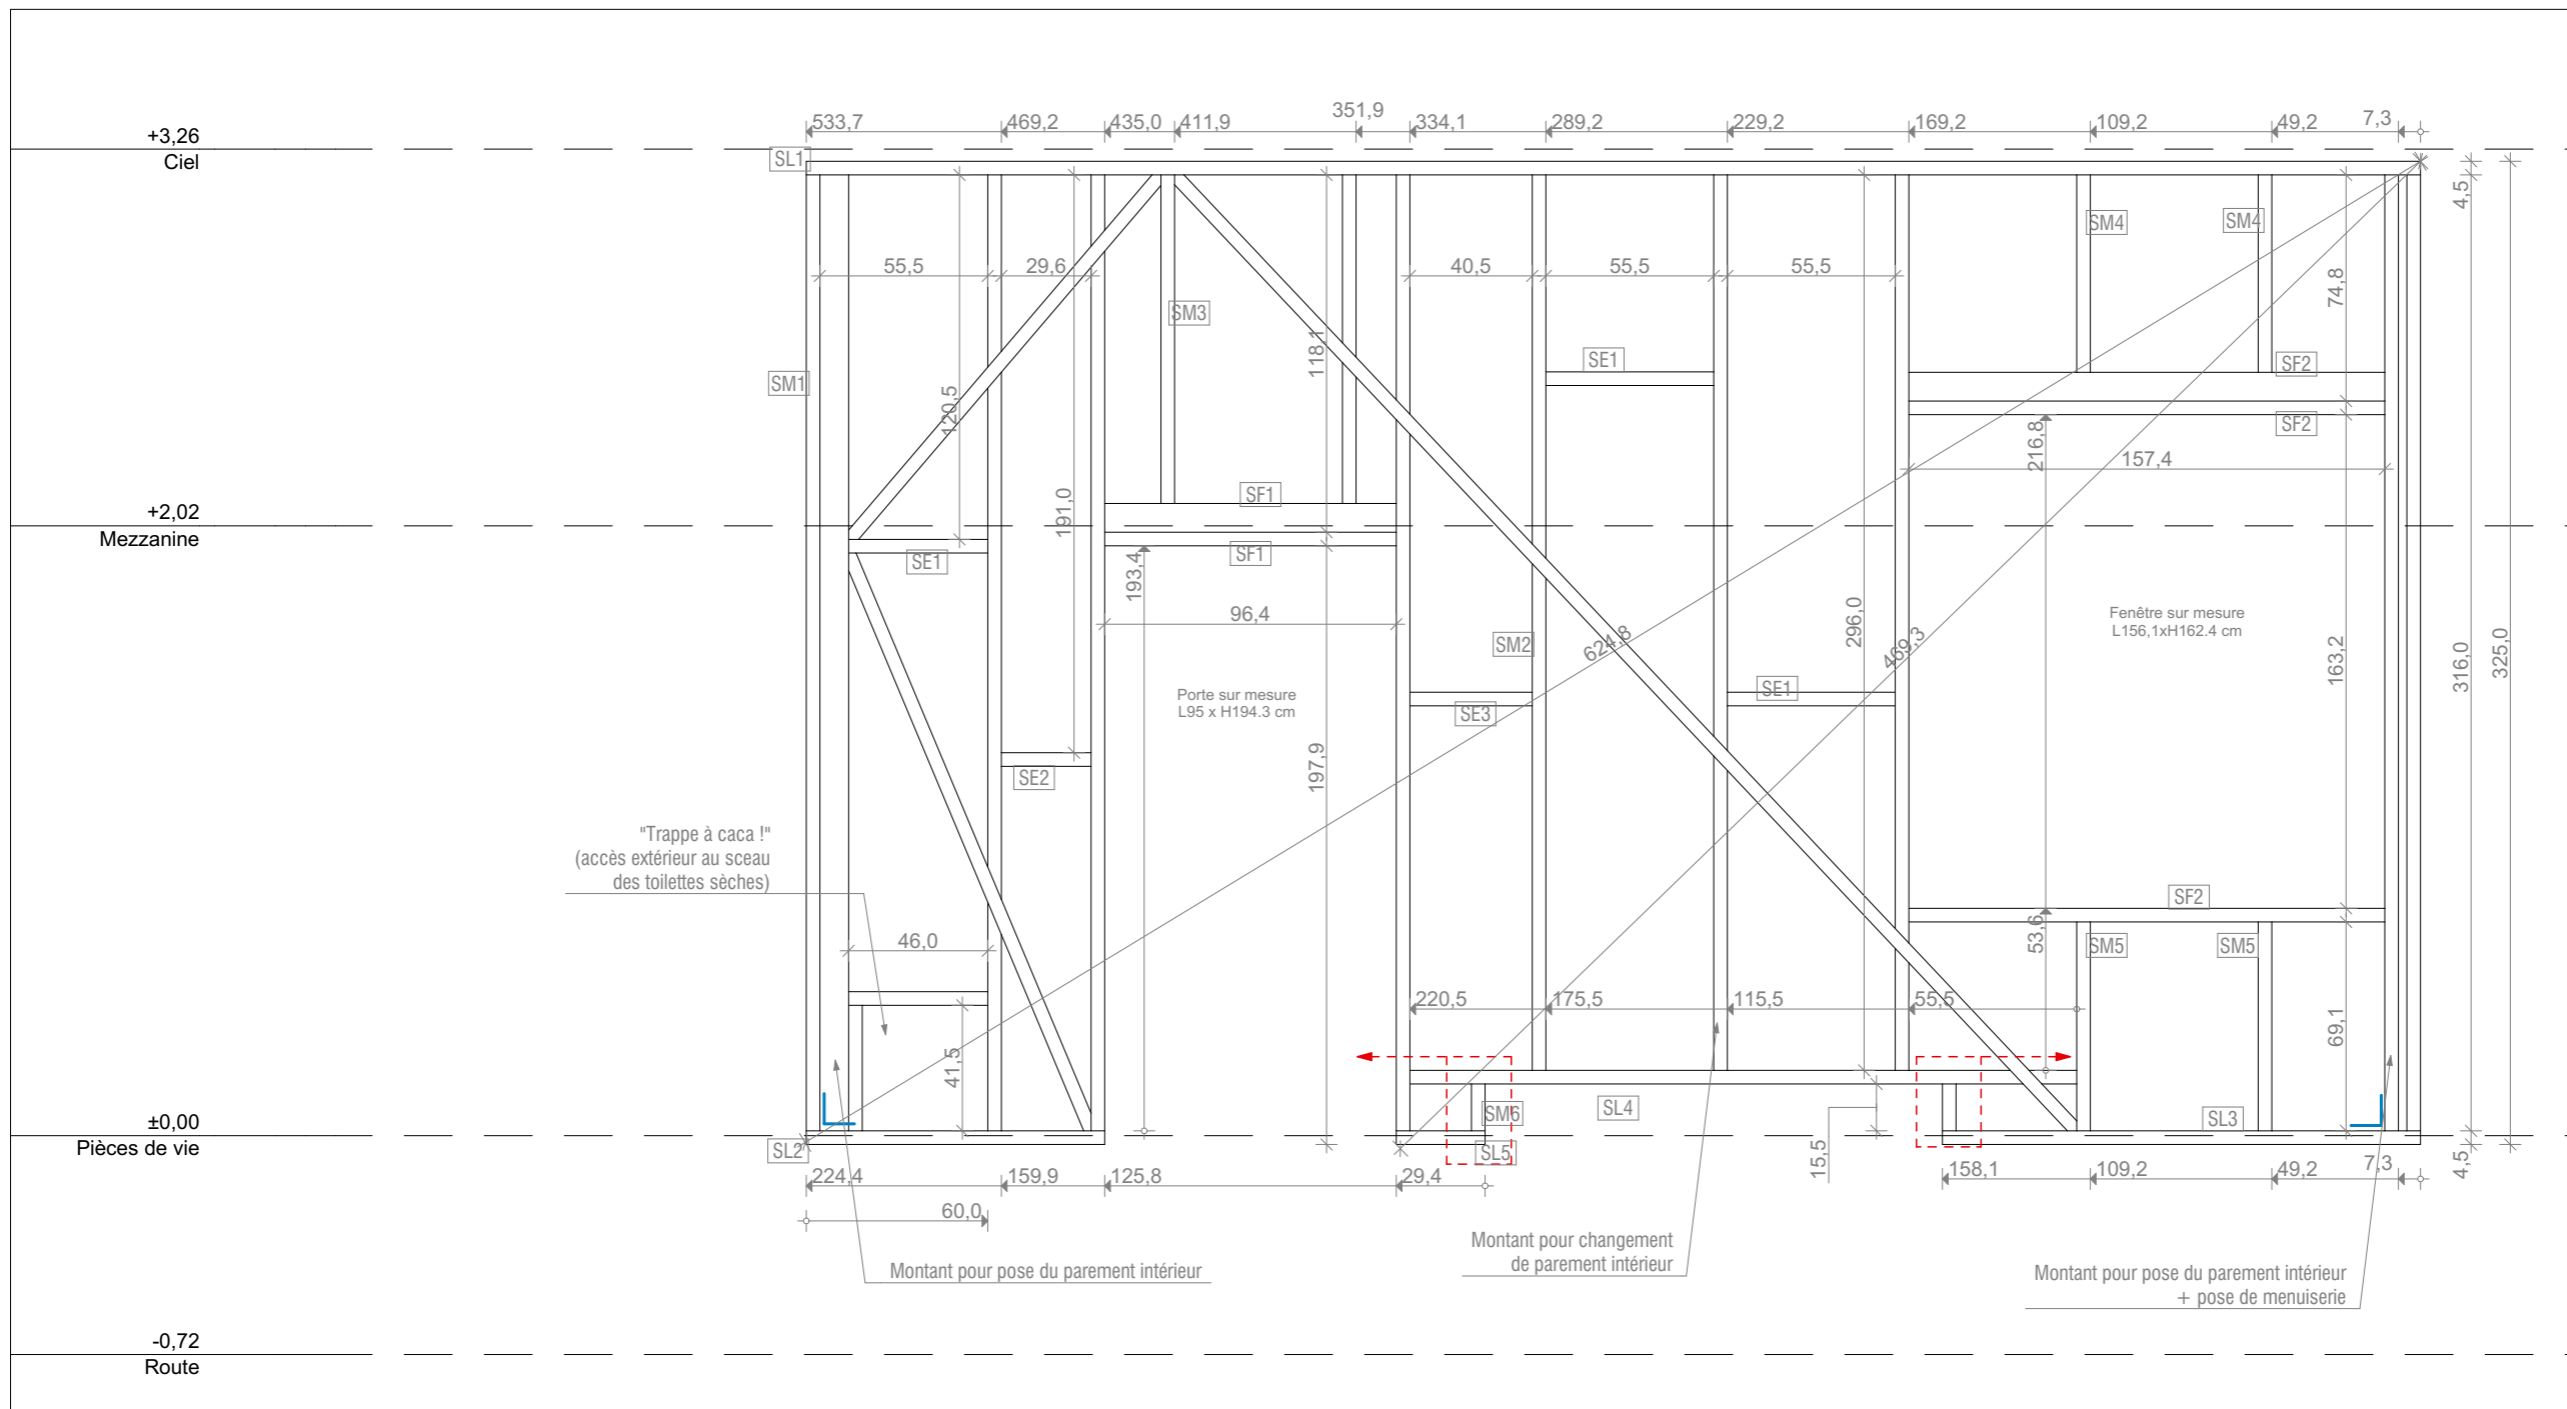 533,7
469,2
435,0
411,9
351,9
334,1
289,2
229,2
169,2
109,2
49,2
7,3
+3,26
Ciel
SL1
4,5
SM4
SM4
55,5
29,6
40,5
55,5
55,5
74,8
SM3
118,1
SE1
SF2
SM1
120,5
SF2
216,8
157,4
191,0
SF1
+2,02
Mezzanine
SE1
SF1
193,4
96,4
296,0
Fenêtre sur mesure
L156,1xH162.4 cm
SM2
624,8
469,3
163,2
316,0
325,0
Porte sur mesure
L95 x H194.3 cm
SE1
SE3
197,9
SE2
"Trappe à caca !"
(accès extérieur au sceau
des toilettes sèches)
SF2
53,6
46,0
SM5
SM5
220,5
175,5
115,5
55,5
41,5
69,1
±0,00
Pièces de vie
SM6
SL4
SL3
SL2
SL5
15,5
4,5
224,4
159,9
125,8
29,4
158,1
109,2
49,2
7,3
60,0
Montant pour changement
de parement intérieur
Montant pour pose du parement intérieur
Montant pour pose du parement intérieur
+ pose de menuiserie
-0,72
Route